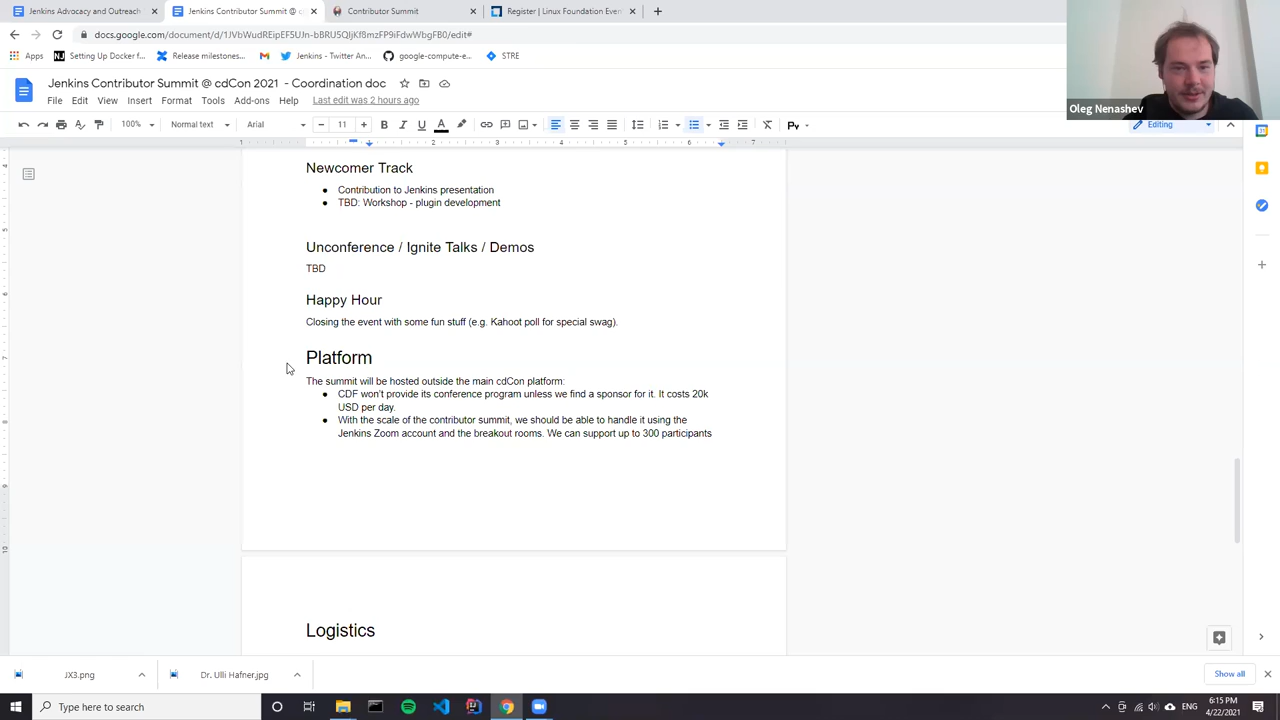 Jenkins Advocacy and Outreach
Jenkins Contributor Summit @ c
Contributor Summit
Register | Linux Foundation Even
docs.google.com/document/d/1JVbWudREipEF5UJn-bBRU5QljKf8mzFP9iFdwWbgFB0/edit#
Apps
Setting Up Docker f...
Release milestones...
Jenkins - Twitter An...
google-compute-e...
STRE
Oleg Nenashev
Jenkins Contributor Summit @ cdCon 2021 - Coordination doc
File Edit View Insert Format Tools Add-ons Help Last edit was 2 hours ago
100% Normal text Arial 11 Editing
Newcomer Track
● Contribution to Jenkins presentation
● TBD: Workshop - plugin development
Unconference / Ignite Talks / Demos
TBD
Happy Hour
Closing the event with some fun stuff (e.g. Kahoot poll for special swag).
Platform
The summit will be hosted outside the main cdCon platform:
● CDF won't provide its conference program unless we find a sponsor for it. It costs 20k
USD per day.
● With the scale of the contributor summit, we should be able to handle it using the
Jenkins Zoom account and the breakout rooms. We can support up to 300 participants
Logistics
JX3.png
Dr. Ulli Hafner.jpg
Show all
Type here to search
ENG
6:15 PM
4/22/2021